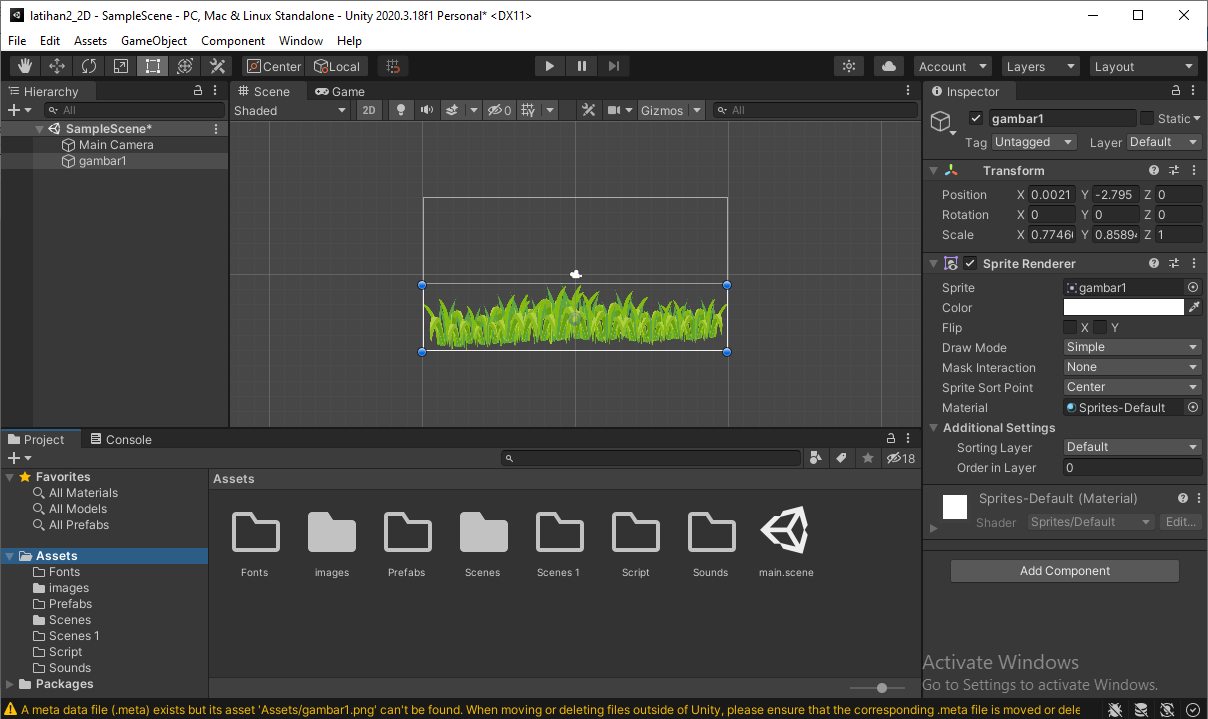 latihan2_2D - SampleScene - PC, Mac & Linux Standalone - Unity 2020.3.18f1 Personal* <DX11>
File Edit Assets GameObject Component Window Help
Center Local Account Layers Layout
Hierarchy
All
SampleScene*
Main Camera
gambar1
Scene Game
Shaded 2D 0 Gizmos All
Inspector
gambar1 Static
Tag Untagged Layer Default
Transform
Position X 0.0021 Y -2.795 Z 0
Rotation X 0 Y 0 Z 0
Scale X 0.7746 Y 0.8589 Z 1
Sprite Renderer
Sprite gambar1
Color
Flip X Y
Draw Mode Simple
Mask Interaction None
Sprite Sort Point Center
Material Sprites-Default
Additional Settings
Sorting Layer Default
Order in Layer 0
Sprites-Default (Material)
Shader Sprites/Default Edit...
Add Component
Project Console
18
Favorites
All Materials
All Models
All Prefabs
Assets
Fonts
images
Prefabs
Scenes
Scenes 1
Script
Sounds
Packages
Assets
Fonts images Prefabs Scenes Scenes 1 Script Sounds main.scene
Activate Windows
Go to Settings to activate Windows.
A meta data file (.meta) exists but its asset 'Assets/gambar1.png' can't be found. When moving or deleting files outside of Unity, please ensure that the corresponding .meta file is moved or dele